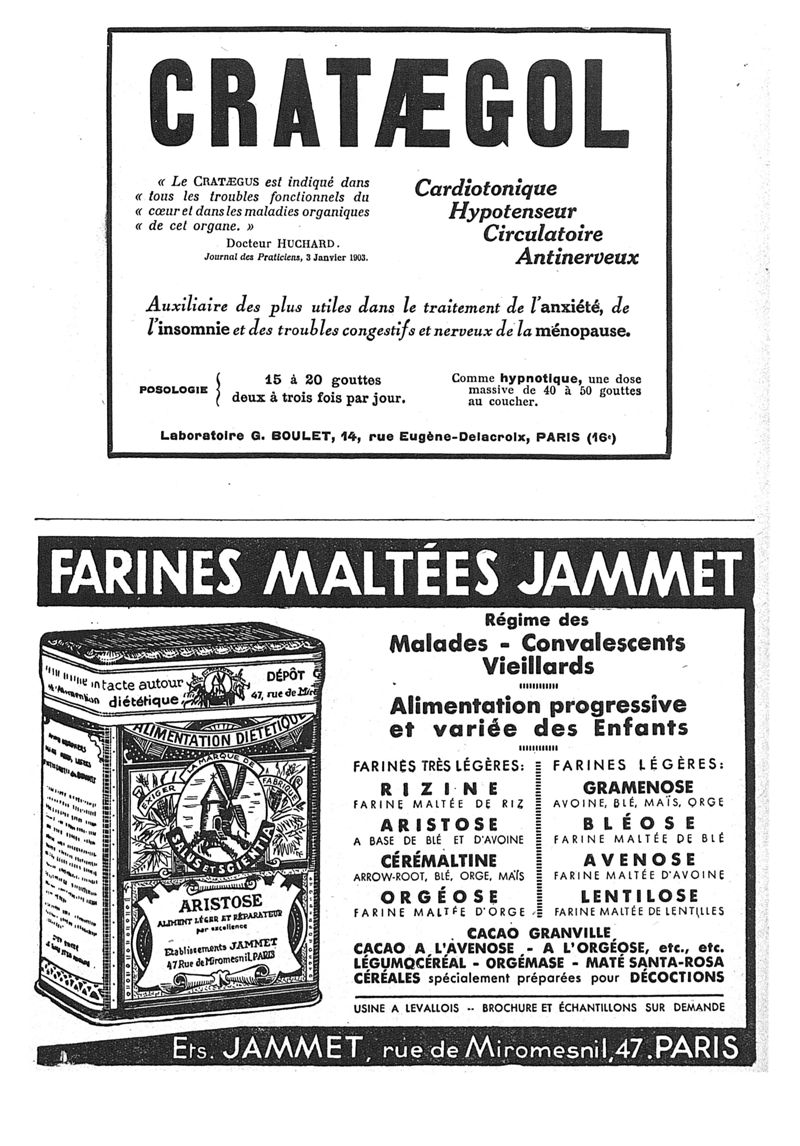 CRATÆGOL
« Le CRATÆGUS est indiqué dans
« tous les troubles fonctionnels du
« cœur et dans les maladies organiques
« de cet organe. »
Docteur HUCHARD.
Journal des Praticiens, 3 Janvier 1903.
Cardiotonique
Hypotenseur
Circulatoire
Antinerveux
Auxiliaire des plus utiles dans le traitement de l'anxiété, de
l'insomnie et des troubles congestifs et nerveux de la ménopause.
POSOLOGIE
15 à 20 gouttes
deux à trois fois par jour.
Comme hypnotique, une dose
massive de 40 à 50 gouttes
au coucher.
Laboratoire G. BOULET, 14, rue Eugène-Delacroix, PARIS (16e)
FARINES MALTÉES JAMMET
intacte autour
diététique
DÉPÔT
47, rue de Miro
ALIMENTATION DIÉTÉTIQUE
EXIGER LA MARQUE DE FABRIQUE
SALUS ET SCIENTIA
ARISTOSE
ALIMENT LÉGER ET RÉPARATEUR
par excellence
Etablissements JAMMET
47 Rue de Miromesnil, PARIS
Régime des
Malades - Convalescents
Vieillards
Alimentation progressive
et variée des Enfants
FARINES TRÈS LÉGÈRES:
RIZINE
FARINE MALTÉE DE RIZ
ARISTOSE
A BASE DE BLÉ ET D'AVOINE
CÉRÉMALTINE
ARROW-ROOT, BLÉ, ORGE, MAÏS
ORGÉOSE
FARINE MALTÉE D'ORGE
FARINES LÉGÈRES:
GRAMENOSE
AVOINE, BLÉ, MAÏS, ORGE
BLÉOSE
FARINE MALTÉE DE BLÉ
AVENOSE
FARINE MALTÉE D'AVOINE
LENTILOSE
FARINE MALTÉE DE LENTILLES
CACAO GRANVILLE
CACAO A L'AVENOSE - A L'ORGÉOSE, etc., etc.
LÉGUMOCÉRÉAL - ORGÉMASE - MATÉ SANTA-ROSA
CÉRÉALES spécialement préparées pour DÉCOCTIONS
USINE A LEVALLOIS -- BROCHURE ET ÉCHANTILLONS SUR DEMANDE
Ets. JAMMET, rue de Miromesnil, 47. PARIS